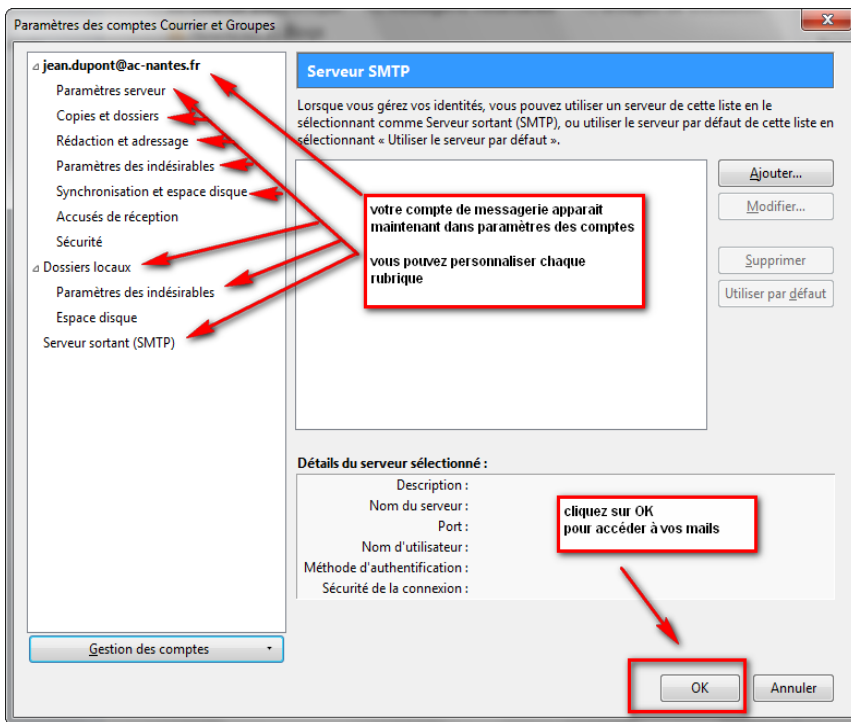 Paramètres des comptes Courrier et Groupes
jean.dupont@ac-nantes.fr
Paramètres serveur
Copies et dossiers
Rédaction et adressage
Paramètres des indésirables
Synchronisation et espace disque
Accusés de réception
Sécurité
Dossiers locaux
Paramètres des indésirables
Espace disque
Serveur sortant (SMTP)
Gestion des comptes
Serveur SMTP
Lorsque vous gérez vos identités, vous pouvez utiliser un serveur de cette liste en le
sélectionnant comme Serveur sortant (SMTP), ou utiliser le serveur par défaut de cette liste en
sélectionnant « Utiliser le serveur par défaut ».
votre compte de messagerie apparait
maintenant dans paramètres des comptes
vous pouvez personnaliser chaque
rubrique
Ajouter...
Modifier...
Supprimer
Utiliser par défaut
Détails du serveur sélectionné :
Description :
Nom du serveur :
Port :
Nom d'utilisateur :
Méthode d'authentification :
Sécurité de la connexion :
cliquez sur OK
pour accéder à vos mails
OK
Annuler